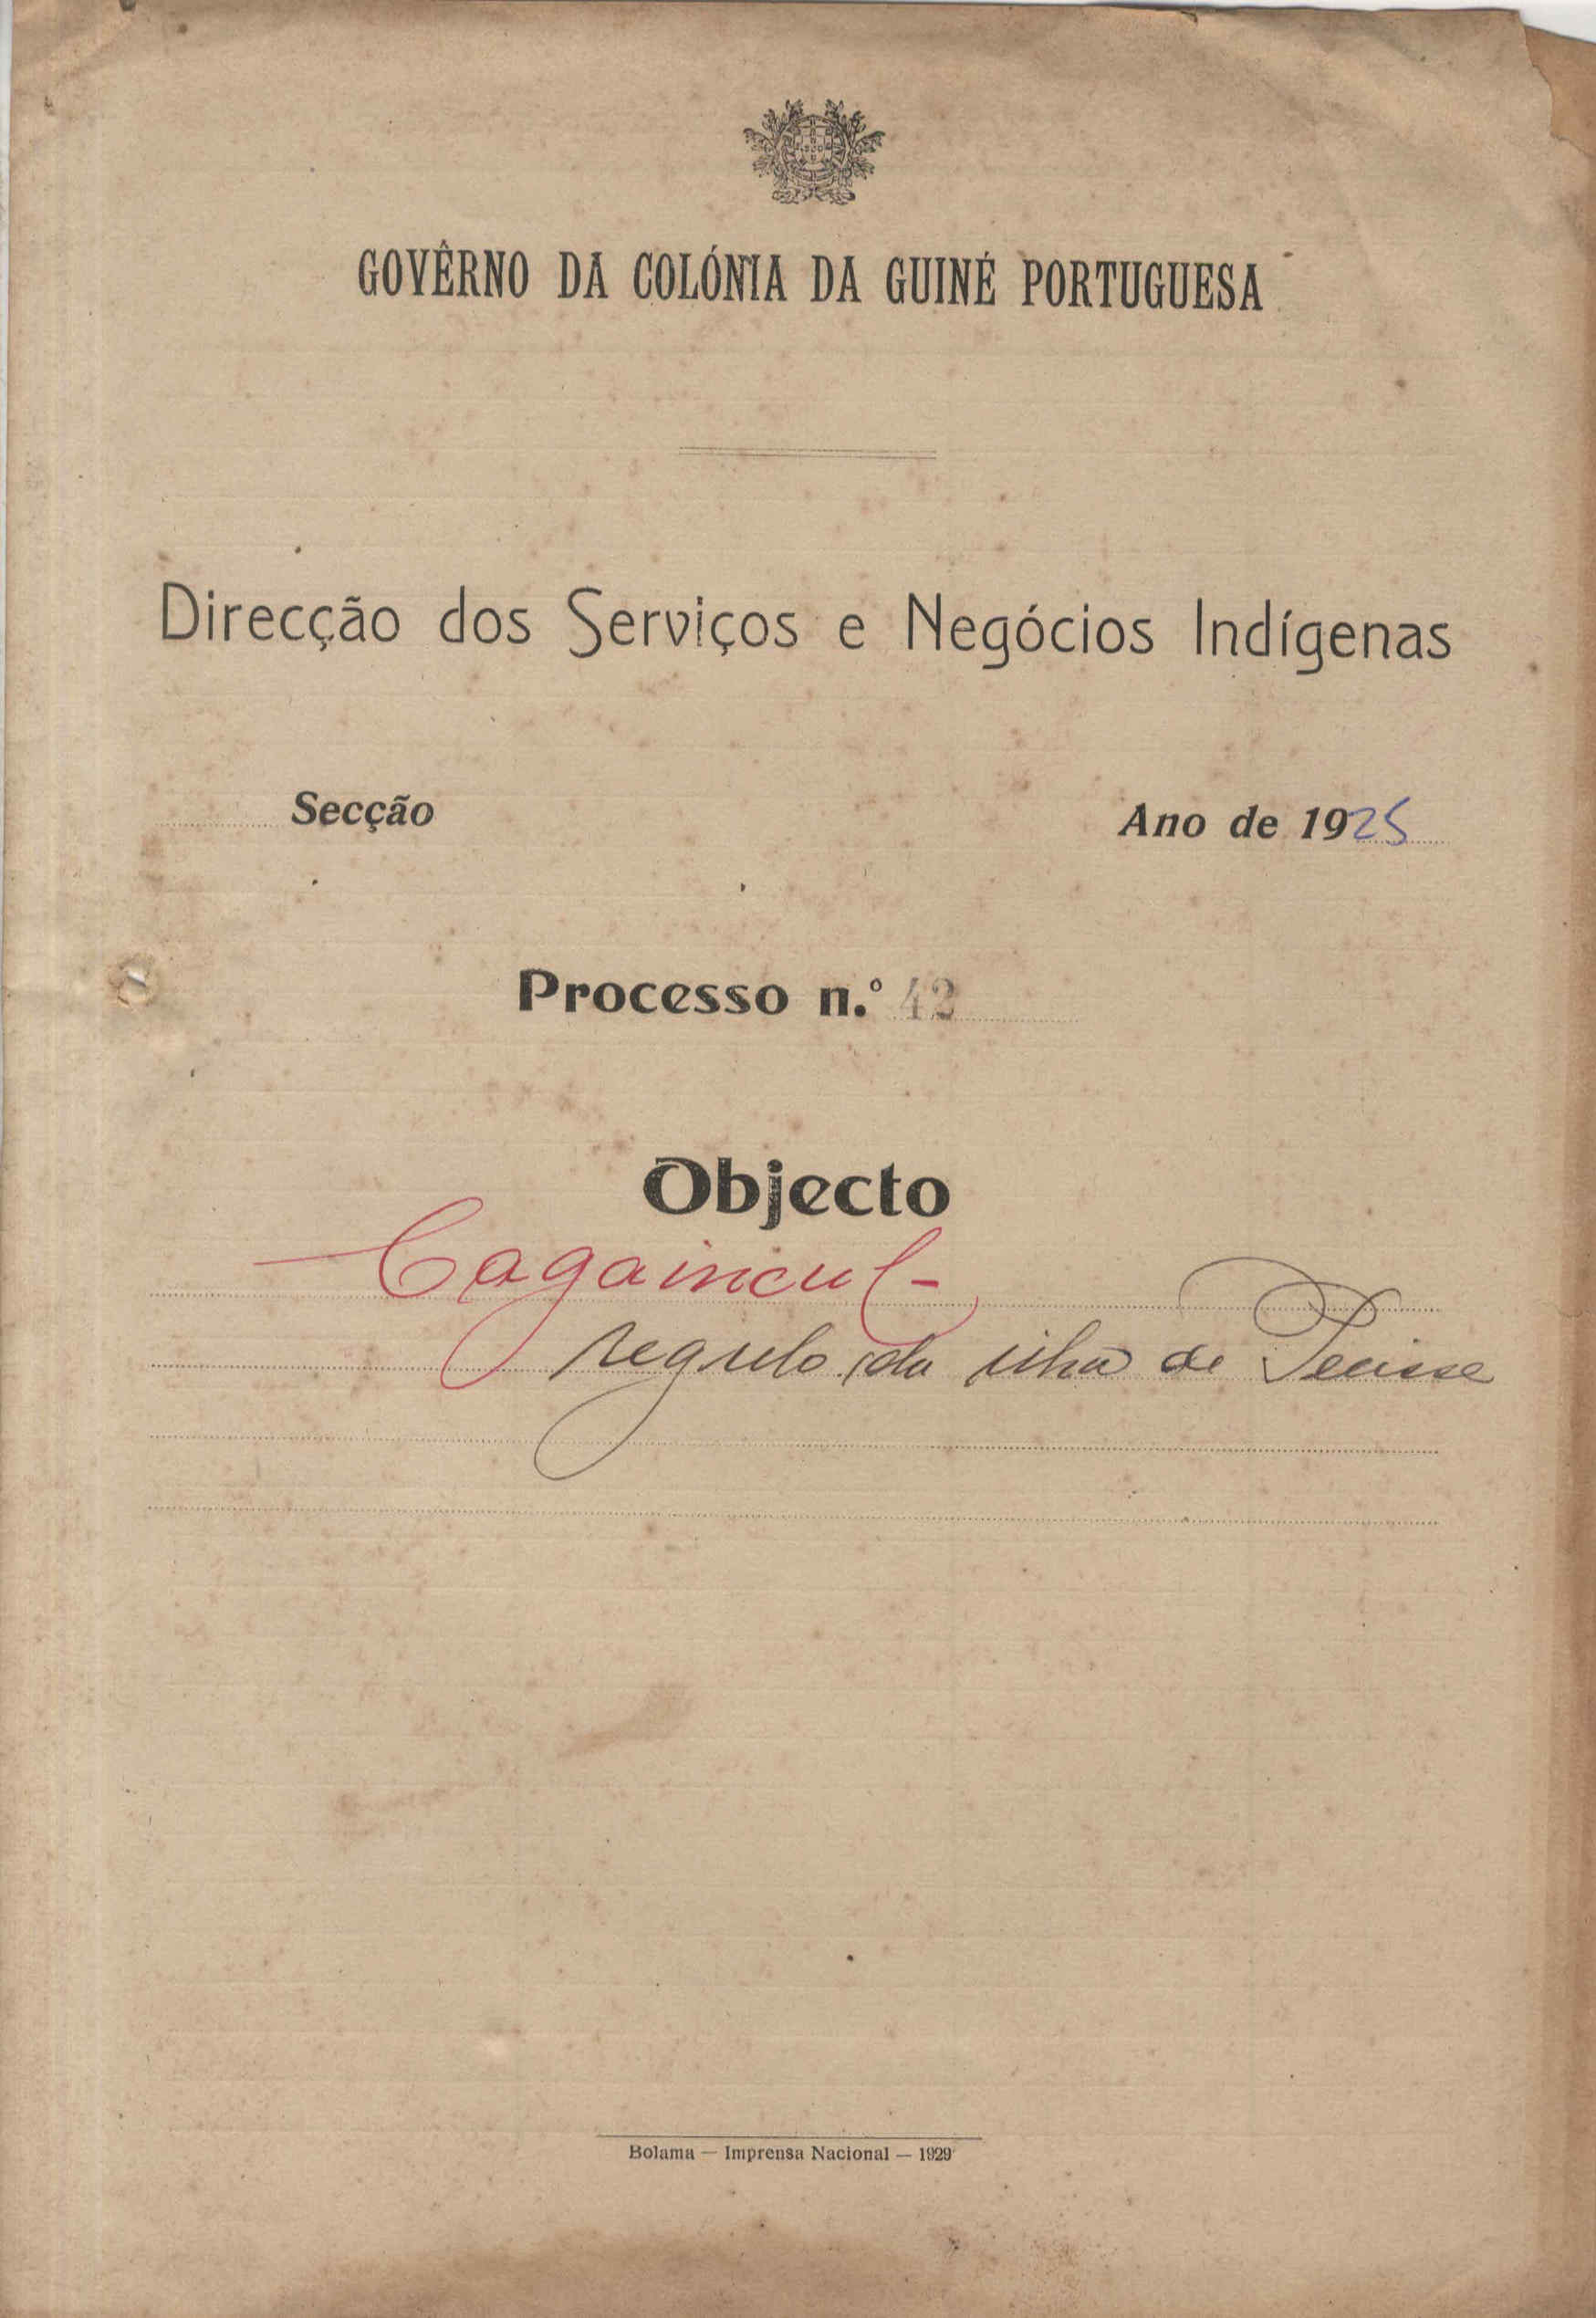 GOVÊRNO DA COLÓNIA DA GUINÉ PORTUGUESA
Direcção dos Serviços e Negócios Indígenas
Secção
Ano de 1925
Processo n.º 42
Objecto
Cagaincul -
regulo da ilha de Pecisse
Bolama — Imprensa Nacional — 1929